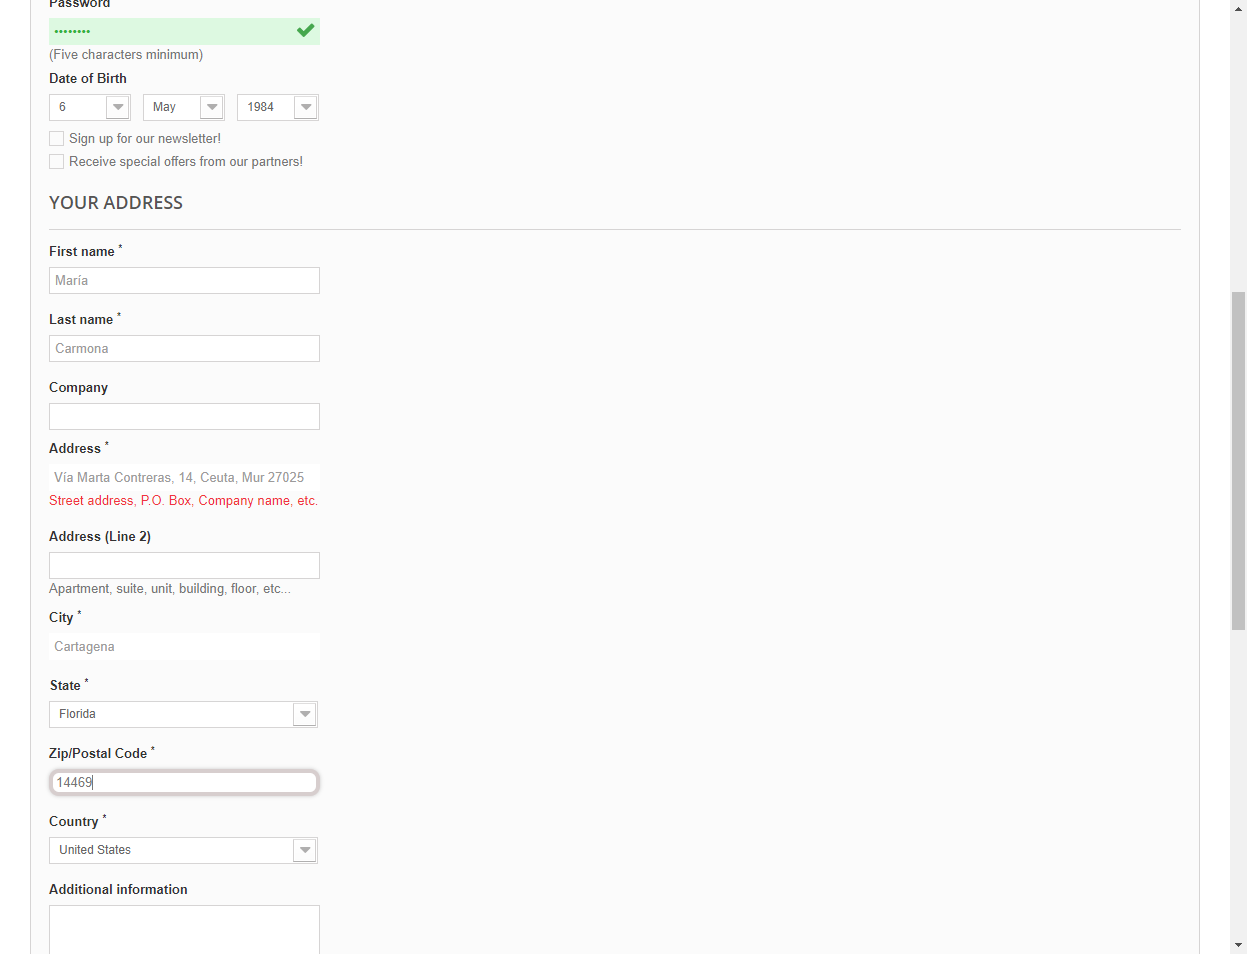 Password
••••••••
(Five characters minimum)
Date of Birth
6 May 1984
Sign up for our newsletter!
Receive special offers from our partners!
YOUR ADDRESS
First name *
María
Last name *
Carmona
Company
Address *
Vía Marta Contreras, 14, Ceuta, Mur 27025
Street address, P.O. Box, Company name, etc.
Address (Line 2)
Apartment, suite, unit, building, floor, etc...
City *
Cartagena
State *
Florida
Zip/Postal Code *
14469
Country *
United States
Additional information